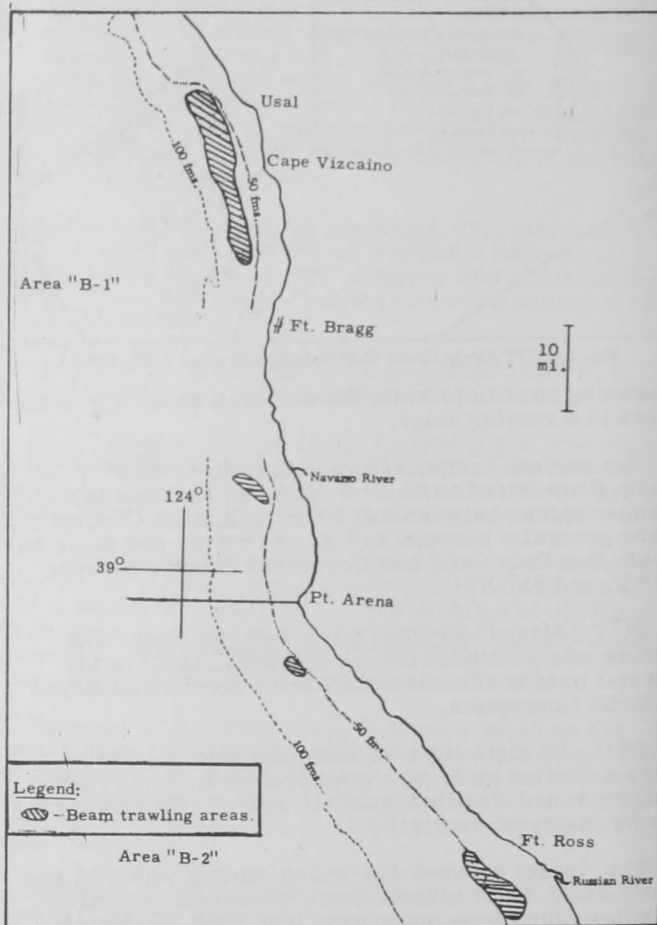 Usal
Cape Vizcaino
100 fms.
50 fms.
Area "B-1"
# Ft. Bragg
10
mi.
Navarro River
124°
39°
Pt. Arena
50 fms.
100 fms.
Legend:
- Beam trawling areas.
Ft. Ross
Area "B-2"
Russian River